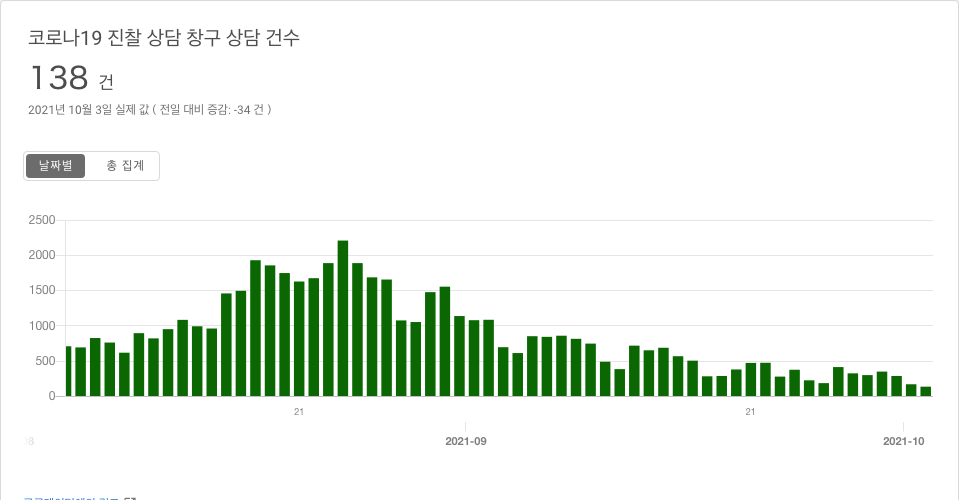 코로나19 진찰 상담 창구 상담 건수
138 건
2021년 10월 3일 실제 값 ( 전일 대비 증감: -34 건 )
날짜별 총 집계
2500
2000
1500
1000
500
0
21 21
2021-09 2021-10